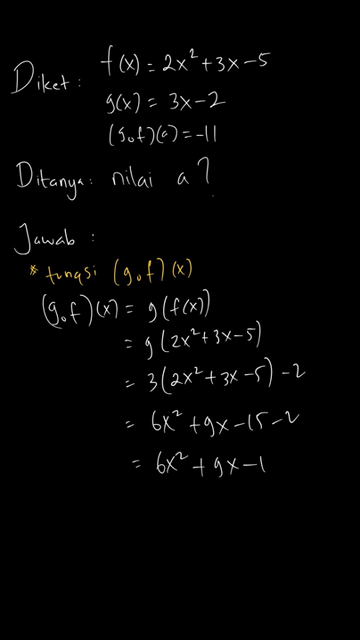 Diket: f(x) = 2x² + 3x - 5
g(x) = 3x - 2
(g∘f)(a) = -11
Ditanya: nilai a?
Jawab:
* fungsi (g∘f)(x)
(g∘f)(x) = g(f(x))
= g(2x² + 3x - 5)
= 3(2x² + 3x - 5) - 2
= 6x² + 9x - 15 - 2
= 6x² + 9x - 1